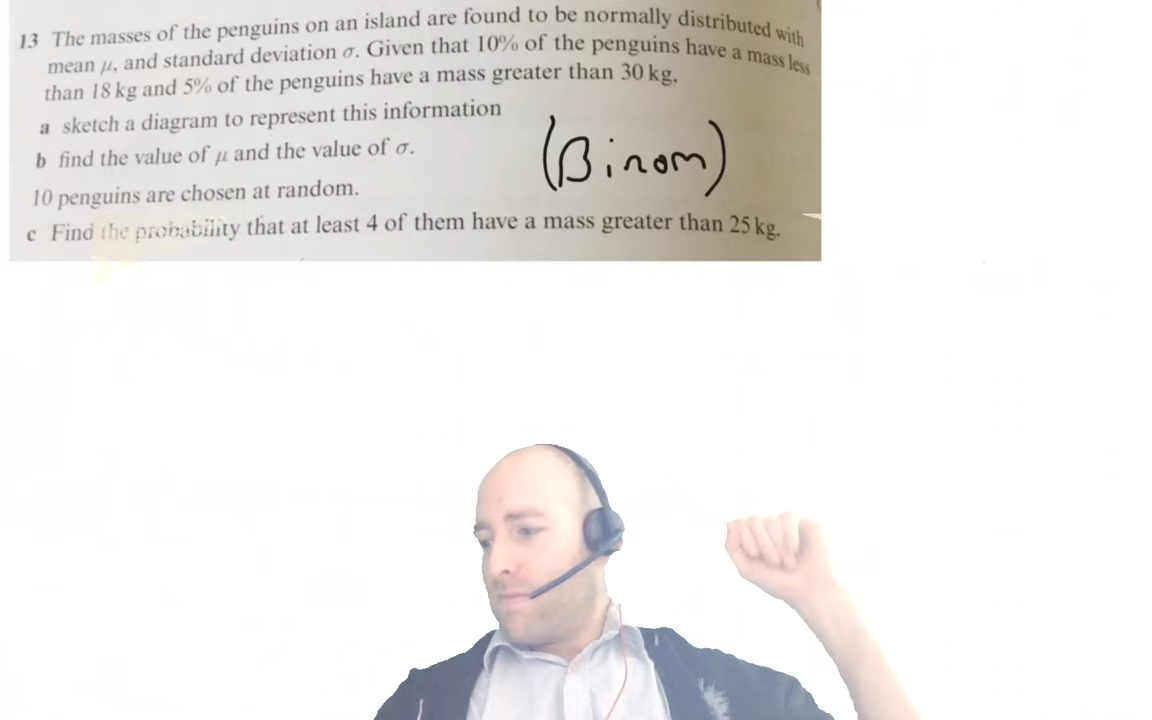 13 The masses of the penguins on an island are found to be normally distributed with
mean μ, and standard deviation σ. Given that 10% of the penguins have a mass less
than 18 kg and 5% of the penguins have a mass greater than 30 kg,
a sketch a diagram to represent this information
b find the value of μ and the value of σ.
(Binom)
10 penguins are chosen at random.
c Find the probability that at least 4 of them have a mass greater than 25 kg.